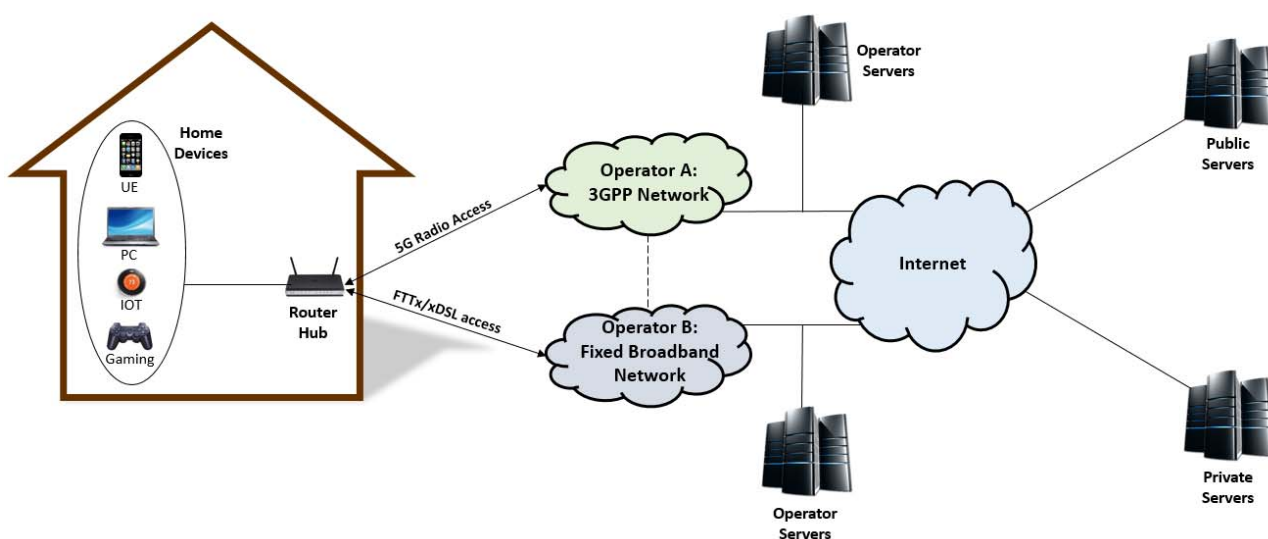 Home
Devices
UE
PC
IOT
Gaming
Router
Hub
5G Radio Access
FTTx/xDSL access
Operator A:
3GPP Network
Operator B:
Fixed Broadband
Network
Operator
Servers
Operator
Servers
Internet
Public
Servers
Private
Servers